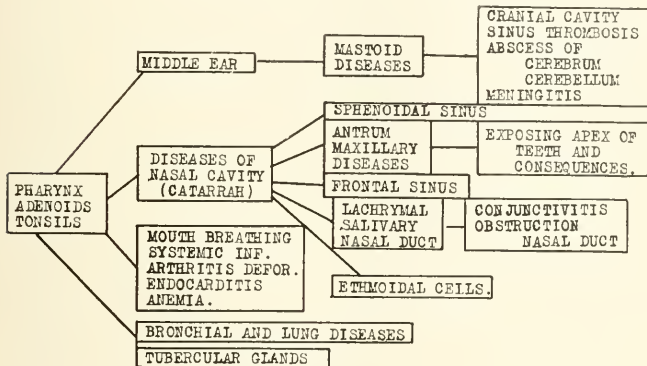 MIDDLE EAR
MASTOID
DISEASES
CRANIAL CAVITY
SINUS THROMBOSIS
ABSCESS OF
CEREBRUM
CEREBELLUM
MENINGITIS
PHARYNX
ADENOIDS
TONSILS
DISEASES OF
NASAL CAVITY
(CATARRAH)
SPHENOIDAL SINUS
ANTRUM
MAXILLARY
DISEASES
EXPOSING APEX OF
TEETH AND
CONSEQUENCES.
FRONTAL SINUS
LACHRYMAL
SALIVARY
NASAL DUCT
CONJUNCTIVITIS
OBSTRUCTION
NASAL DUCT
ETHMOIDAL CELLS.
MOUTH BREATHING
SYSTEMIC INF.
ARTHRITIS DEFOR.
ENDOCARDITIS
ANEMIA.
BRONCHIAL AND LUNG DISEASES
TUBERCULAR GLANDS